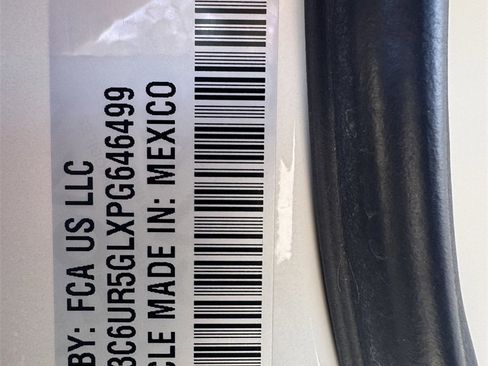 BY: FCA US LLC
3C6UR5GLXPG646499
CLE MADE IN: MEXICO